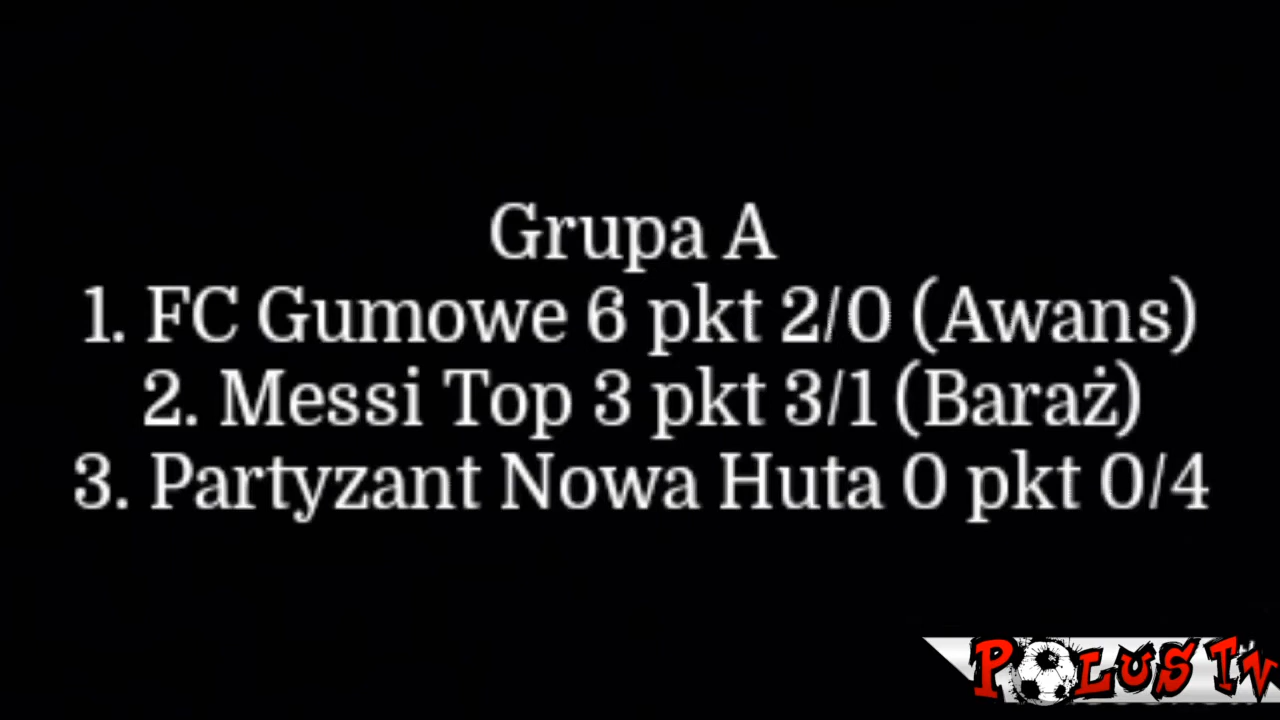 Grupa A
1. FC Gumowe 6 pkt 2/0 (Awans)
2. Messi Top 3 pkt 3/1 (Baraż)
3. Partyzant Nowa Huta 0 pkt 0/4
POLUS TV